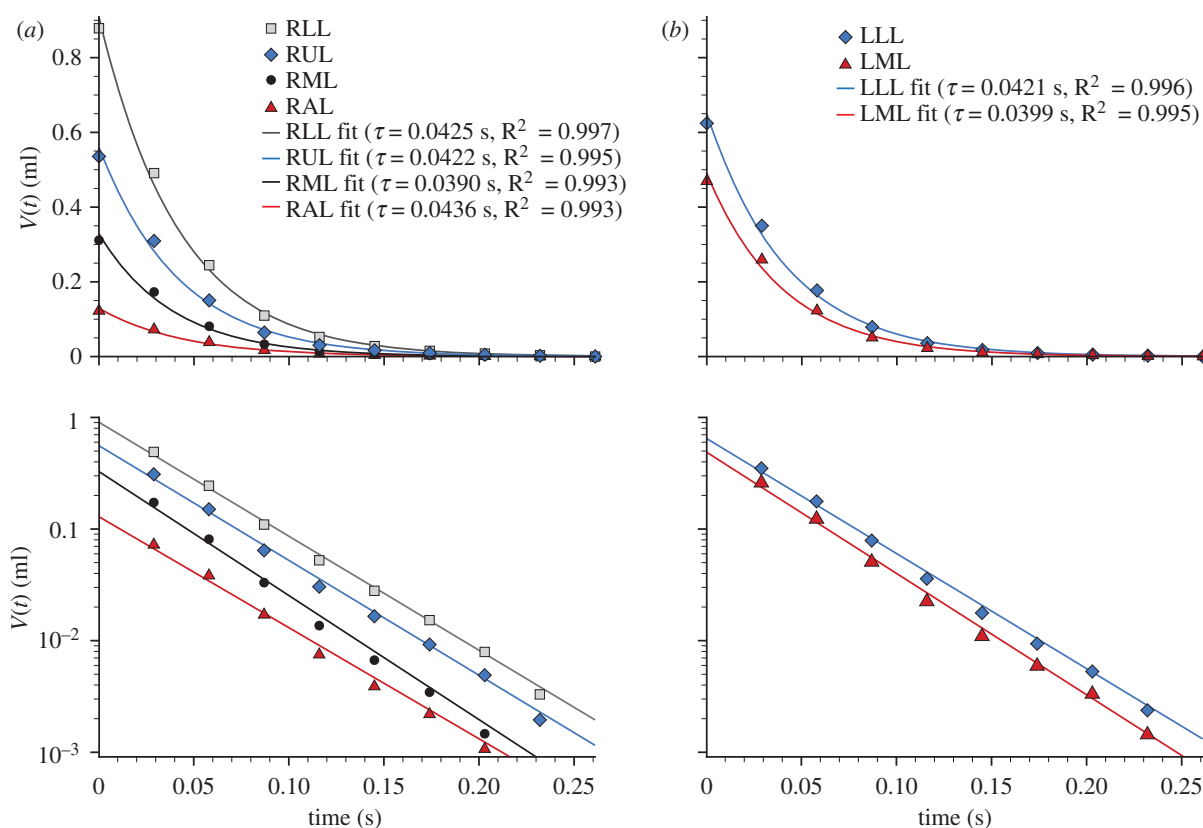 (a)
RLL
RUL
RML
RAL
RLL fit (τ = 0.0425 s, R² = 0.997)
RUL fit (τ = 0.0422 s, R² = 0.995)
RML fit (τ = 0.0390 s, R² = 0.993)
RAL fit (τ = 0.0436 s, R² = 0.993)
V(t) (ml)
0.8
0.6
0.4
0.2
0
(b)
LLL
LML
LLL fit (τ = 0.0421 s, R² = 0.996)
LML fit (τ = 0.0399 s, R² = 0.995)
V(t) (ml)
1
0.1
10⁻²
10⁻³
0 0.05 0.10 0.15 0.20 0.25
time (s)
0 0.05 0.10 0.15 0.20 0.25
time (s)